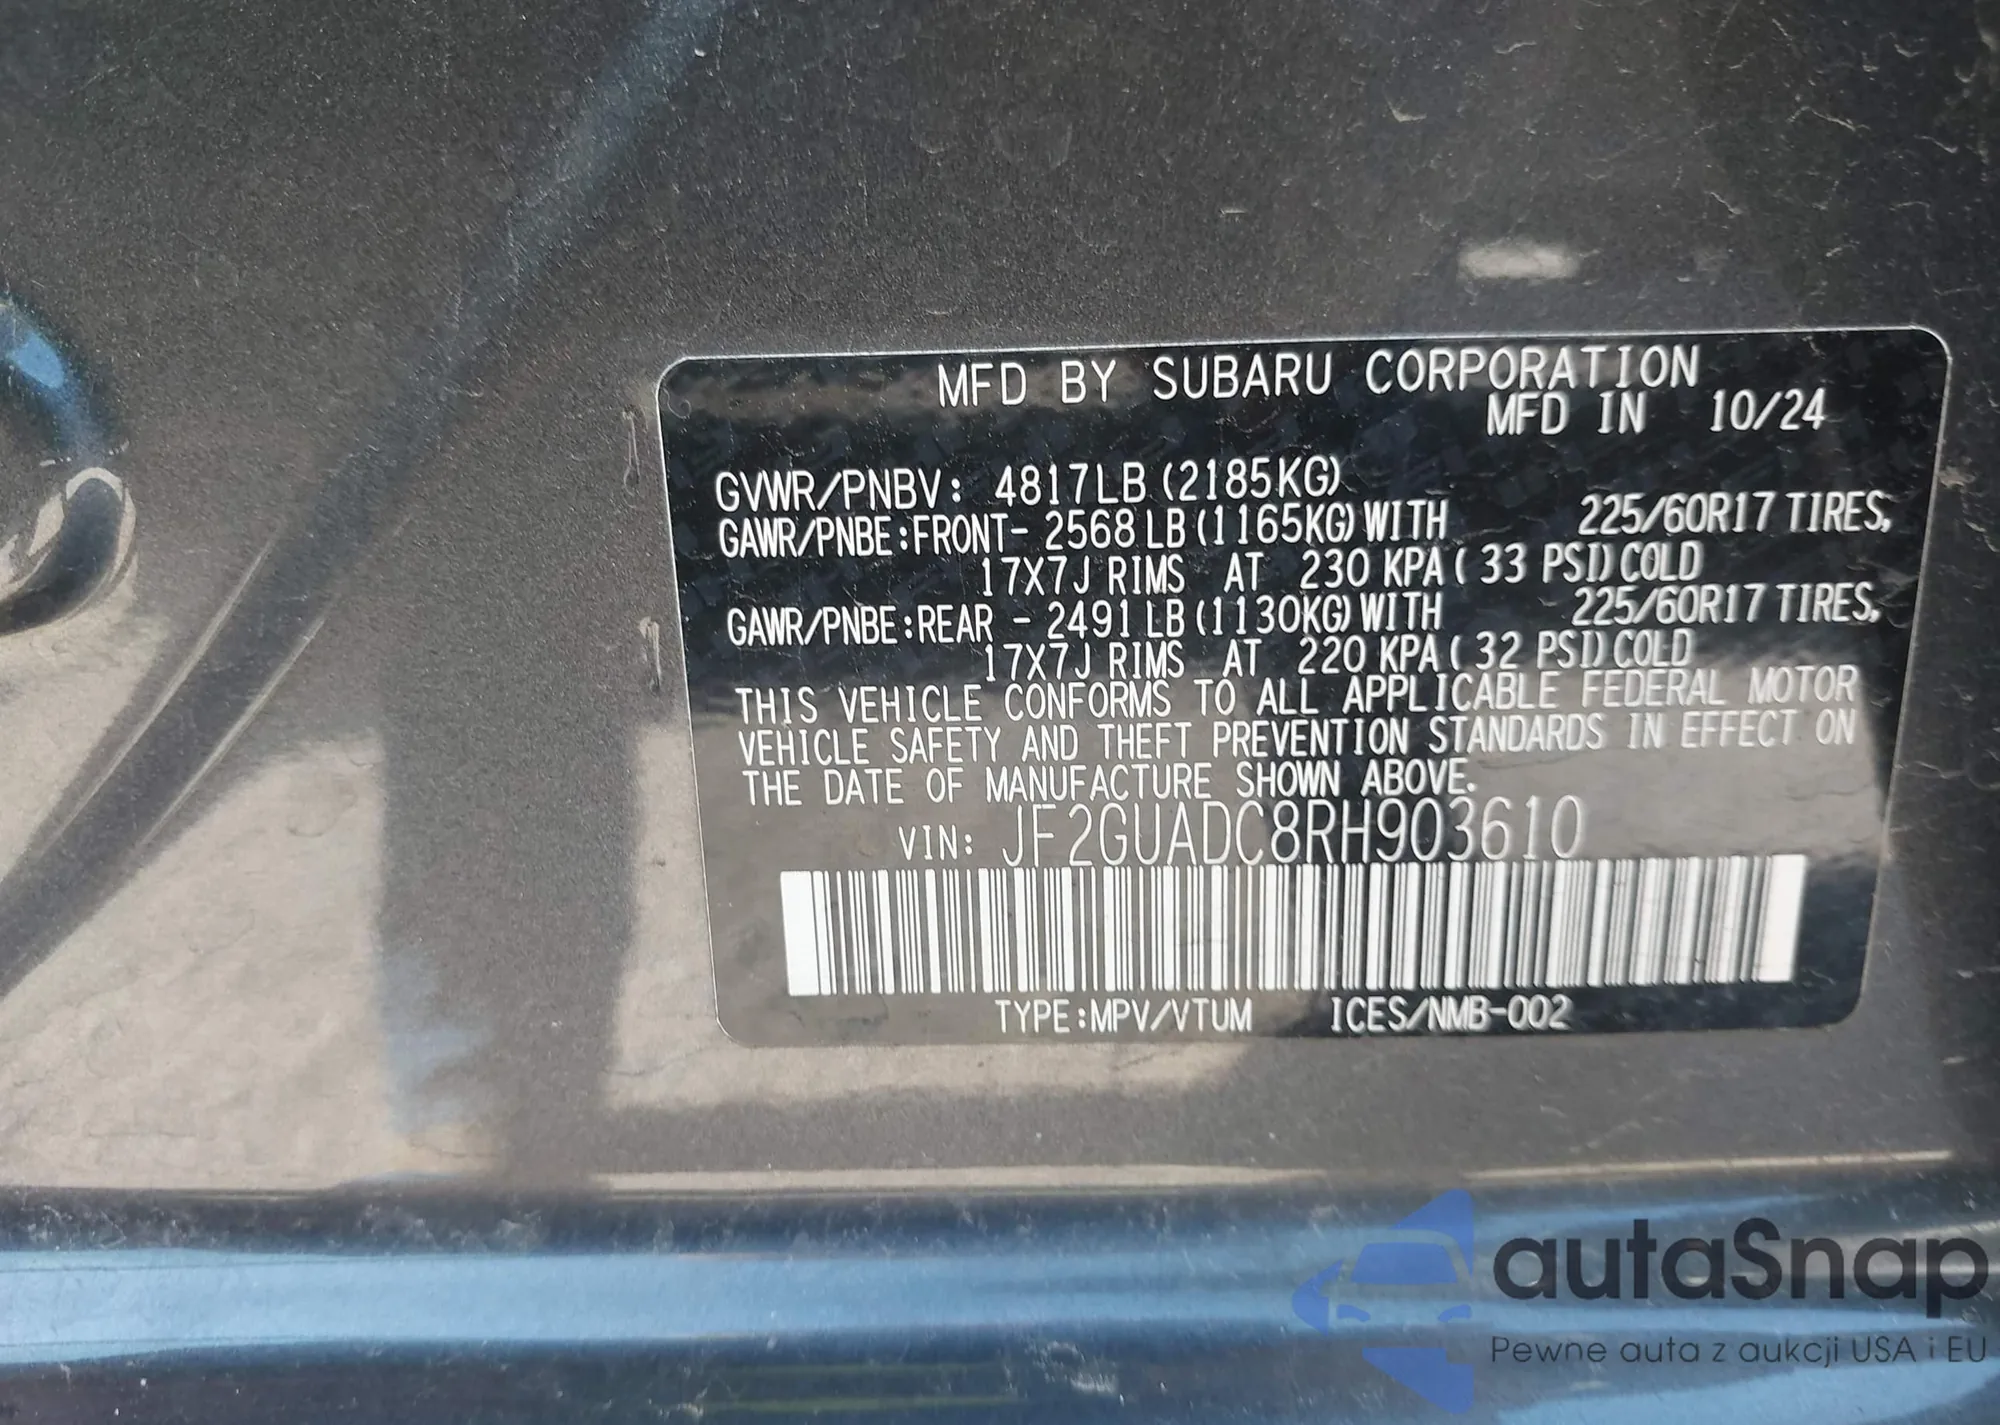 MFD BY SUBARU CORPORATION
MFD IN 10/24
GVWR/PNBV: 4817LB (2185KG)
GAWR/PNBE:FRONT- 2568 LB (1165KG) WITH 225/60R17 TIRES,
17X7J RIMS AT 230 KPA ( 33 PSI) COLD
GAWR/PNBE:REAR - 2491 LB (1130KG) WITH 225/60R17 TIRES,
17X7J RIMS AT 220 KPA ( 32 PSI) COLD
THIS VEHICLE CONFORMS TO ALL APPLICABLE FEDERAL MOTOR
VEHICLE SAFETY AND THEFT PREVENTION STANDARDS IN EFFECT ON
THE DATE OF MANUFACTURE SHOWN ABOVE.
VIN: JF2GUADC8RH903610
TYPE:MPV/VTUM ICES/NMB-002
autaSnap
Pewne auta z aukcji USA i EU